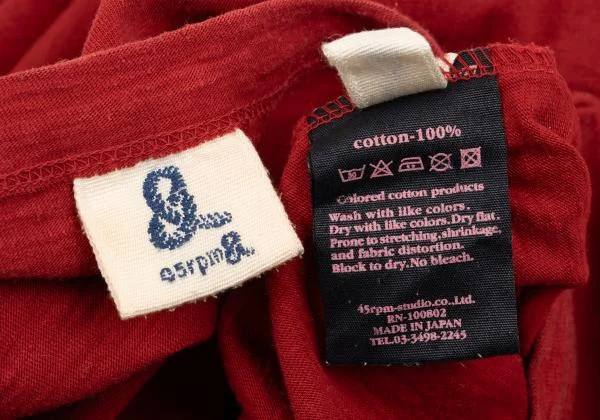 &
45rpm&.
cotton-100%
Colored cotton products
Wash with like colors.
Dry with like colors. Dry flat.
Prone to stretching, shrinkage,
and fabric distortion.
Block to dry. No bleach.
45rpm-studio co., Ltd.
RN-100802
MADE IN JAPAN
TEL.03-3498-2245